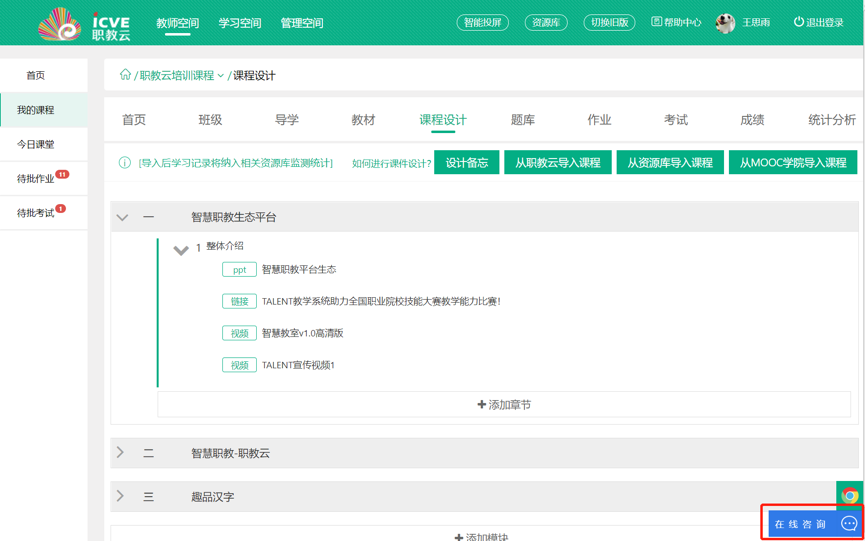 iCVE
职教云
教师空间 学习空间 管理空间 智能投屏 资源库 切换旧版 帮助中心 王思雨 退出登录
首页
我的课程
今日课堂
待批作业 11
待批考试 1
/ 职教云培训课程 / 课程设计
首页 班级 导学 教材 课程设计 题库 作业 考试 成绩 统计分析
[导入后学习记录将纳入相关资源库监测统计] 如何进行课件设计? 设计备忘 从职教云导入课程 从资源库导入课程 从MOOC学院导入课程
一 智慧职教生态平台
1 整体介绍
ppt 智慧职教平台生态
链接 TALENT教学系统助力全国职业院校技能大赛教学能力比赛!
视频 智慧教室v1.0高清版
视频 TALENT宣传视频1
添加章节
二 智慧职教-职教云
三 趣品汉字
添加模块
在线咨询